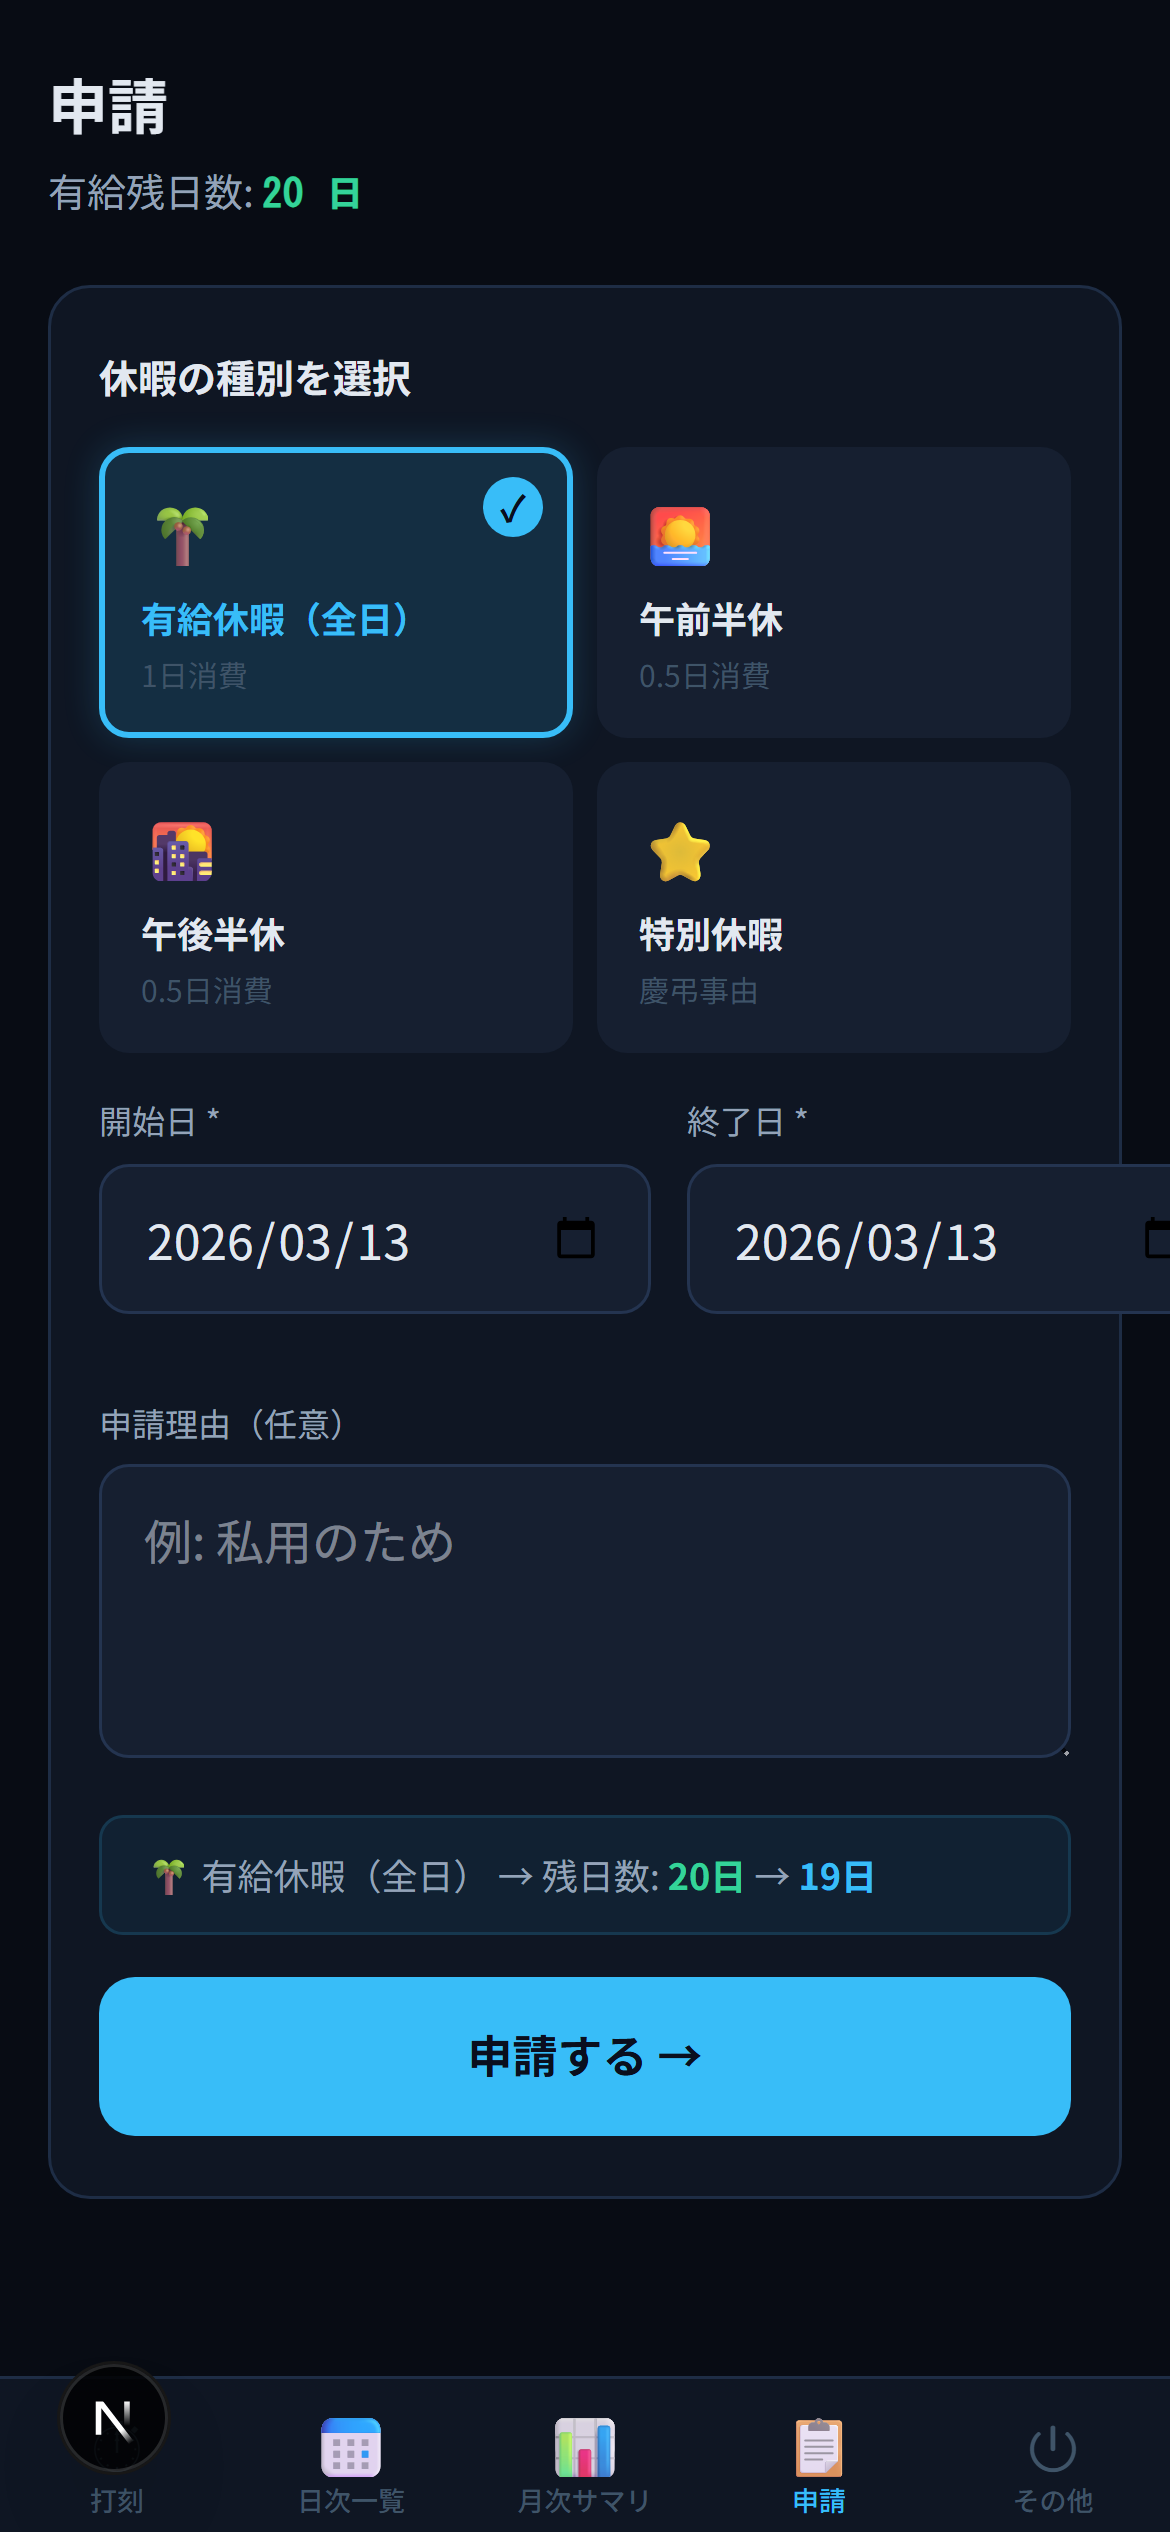 申請
有給残日数: 20 日
休暇の種別を選択
有給休暇（全日）
1日消費
午前半休
0.5日消費
午後半休
0.5日消費
特別休暇
慶弔事由
開始日 *
終了日 *
2026/03/13
2026/03/13
申請理由（任意）
例: 私用のため
有給休暇（全日） → 残日数: 20日 → 19日
申請する →
N
打刻
日次一覧
月次サマリ
申請
その他